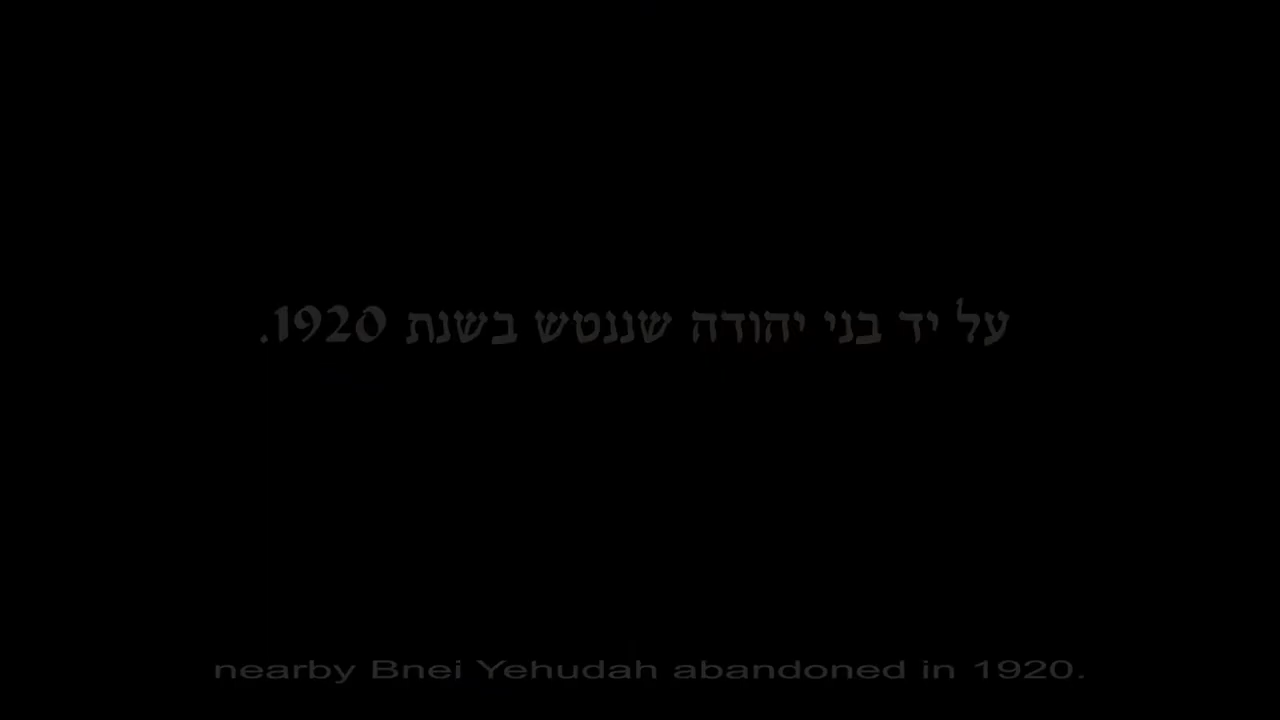 על יד בני יהודה שננטש בשנת 1920.
nearby Bnei Yehudah abandoned in 1920.